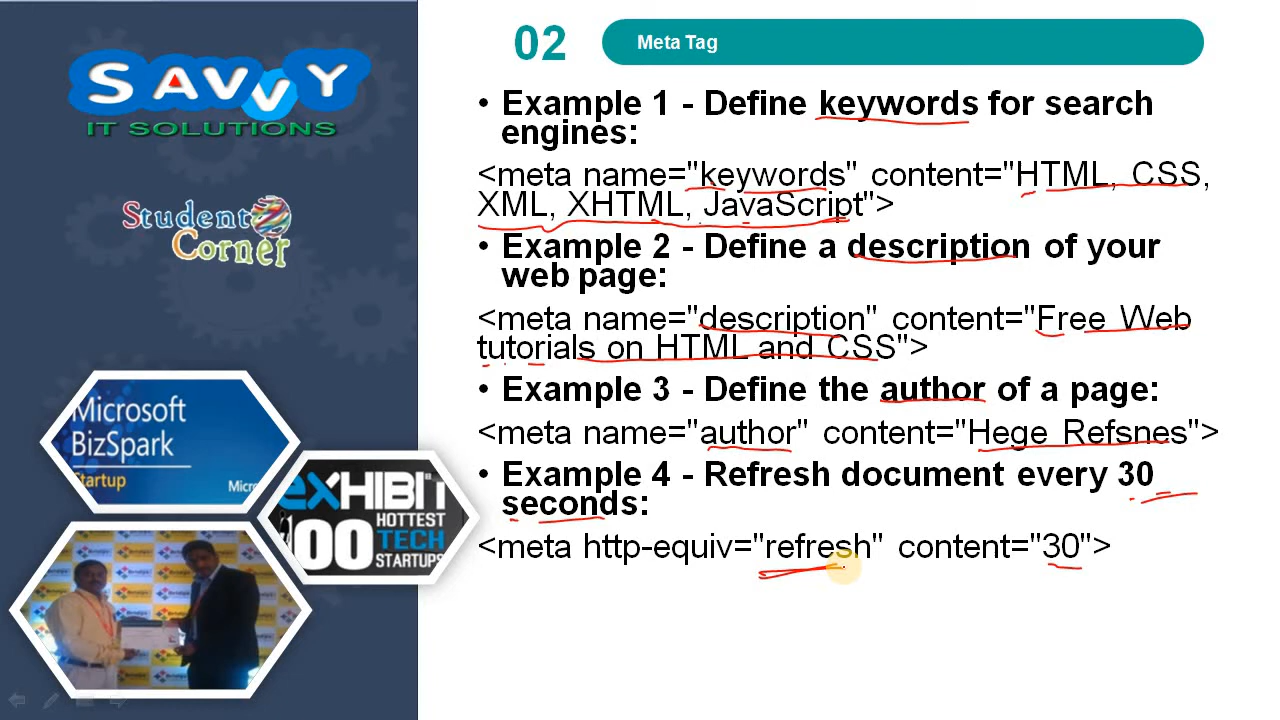 SAVVY
IT SOLUTIONS
Student
Corner
Microsoft
BizSpark
Startup
Micros
EXHIBIT
100
HOTTEST
TECH
STARTUPS
02
Meta Tag
• Example 1 - Define keywords for search
engines:
<meta name="keywords" content="HTML, CSS,
XML, XHTML, JavaScript">
• Example 2 - Define a description of your
web page:
<meta name="description" content="Free Web
tutorials on HTML and CSS">
• Example 3 - Define the author of a page:
<meta name="author" content="Hege Refsnes">
• Example 4 - Refresh document every 30
seconds:
<meta http-equiv="refresh" content="30">